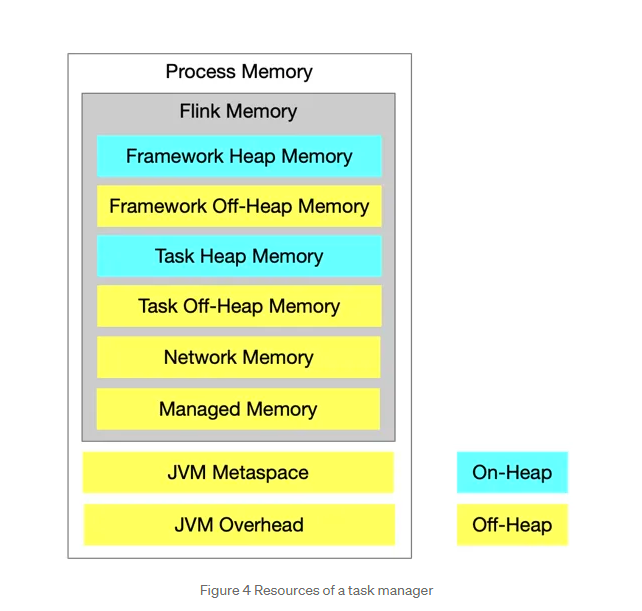 Process Memory
Flink Memory
Framework Heap Memory
Framework Off-Heap Memory
Task Heap Memory
Task Off-Heap Memory
Network Memory
Managed Memory
JVM Metaspace
JVM Overhead
On-Heap
Off-Heap
Figure 4 Resources of a task manager